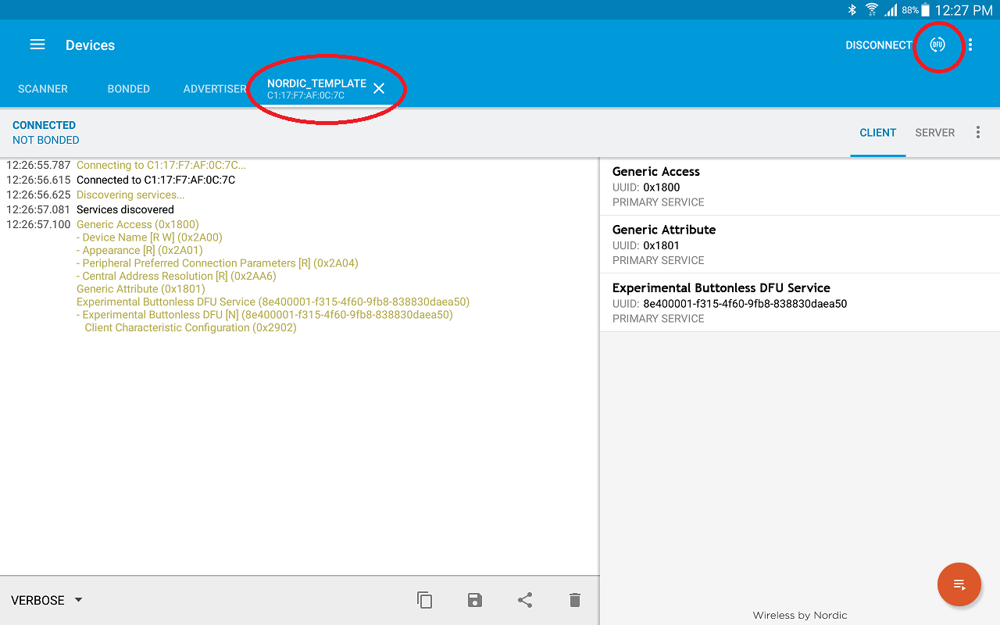 88% 12:27 PM
Devices
DISCONNECT
DFU
SCANNER
BONDED
ADVERTISER
NORDIC_TEMPLATE
C1:17:F7:AF:0C:7C
CONNECTED
NOT BONDED
CLIENT
SERVER
12:26:55.787 Connecting to C1:17:F7:AF:0C:7C...
12:26:56.615 Connected to C1:17:F7:AF:0C:7C
12:26:56.625 Discovering services...
12:26:57.081 Services discovered
12:26:57.100 Generic Access (0x1800)
- Device Name [R W] (0x2A00)
- Appearance [R] (0x2A01)
- Peripheral Preferred Connection Parameters [R] (0x2A04)
- Central Address Resolution [R] (0x2AA6)
Generic Attribute (0x1801)
Experimental Buttonless DFU Service (8e400001-f315-4f60-9fb8-838830daea50)
- Experimental Buttonless DFU [N] (8e400001-f315-4f60-9fb8-838830daea50)
Client Characteristic Configuration (0x2902)
Generic Access
UUID: 0x1800
PRIMARY SERVICE
Generic Attribute
UUID: 0x1801
PRIMARY SERVICE
Experimental Buttonless DFU Service
UUID: 8e400001-f315-4f60-9fb8-838830daea50
PRIMARY SERVICE
VERBOSE
Wireless by Nordic